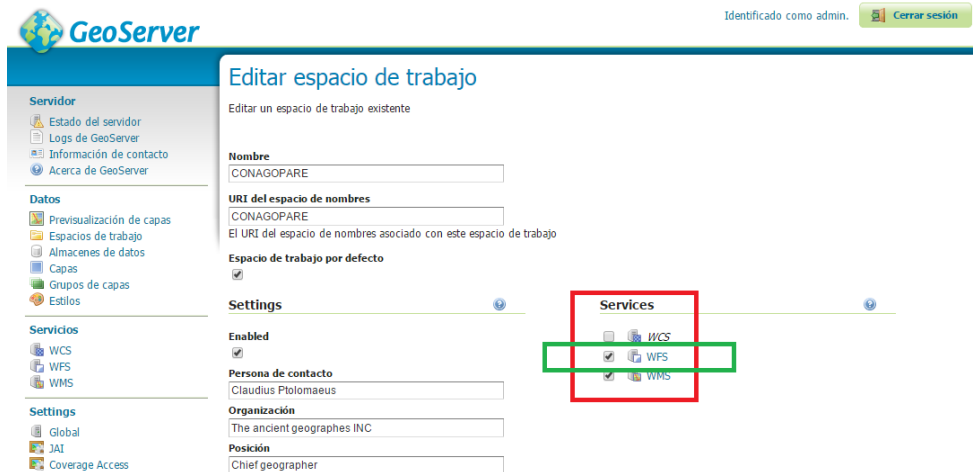 GeoServer
Identificado como admin.
Cerrar sesión
Servidor
Estado del servidor
Logs de GeoServer
Información de contacto
Acerca de GeoServer
Datos
Previsualización de capas
Espacios de trabajo
Almacenes de datos
Capas
Grupos de capas
Estilos
Servicios
WCS
WFS
WMS
Settings
Global
JAI
Coverage Access
Editar espacio de trabajo
Editar un espacio de trabajo existente
Nombre
CONAGOPARE
URI del espacio de nombres
CONAGOPARE
El URI del espacio de nombres asociado con este espacio de trabajo
Espacio de trabajo por defecto
Settings
Enabled
Persona de contacto
Claudius Ptolomaeus
Organización
The ancient geographes INC
Posición
Chief geographer
Services
WCS
WFS
WMS